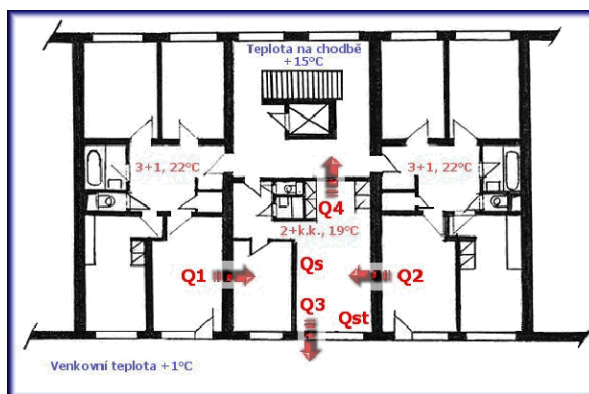 Teplota na chodbě
+15°C
3+1, 22°C
3+1, 22°C
Q4
2+k.k., 19°C
Qs
Q1
Q2
Q3
Qst
Venkovní teplota +1°C